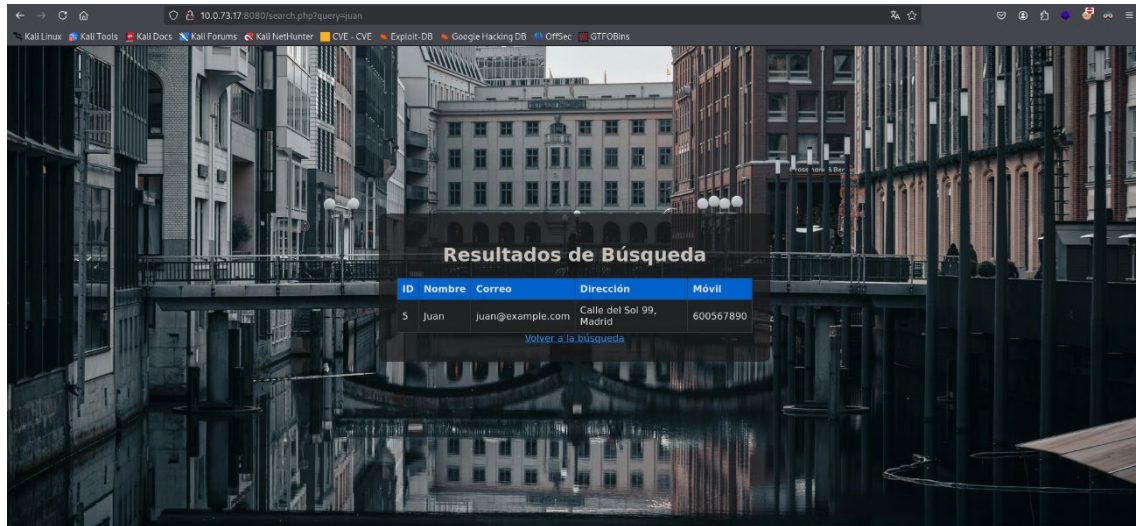 10.0.73.17:8080/search.php?query=juan
Kali Linux Kali Tools Kali Docs Kali Forums Kali NetHunter CVE - CVE Exploit-DB Google Hacking DB OffSec GTFOBins
Resultados de Búsqueda
ID Nombre Correo Dirección Móvil
5 Juan juan@example.com Calle del Sol 99,
Madrid 600567890
Volver a la búsqueda